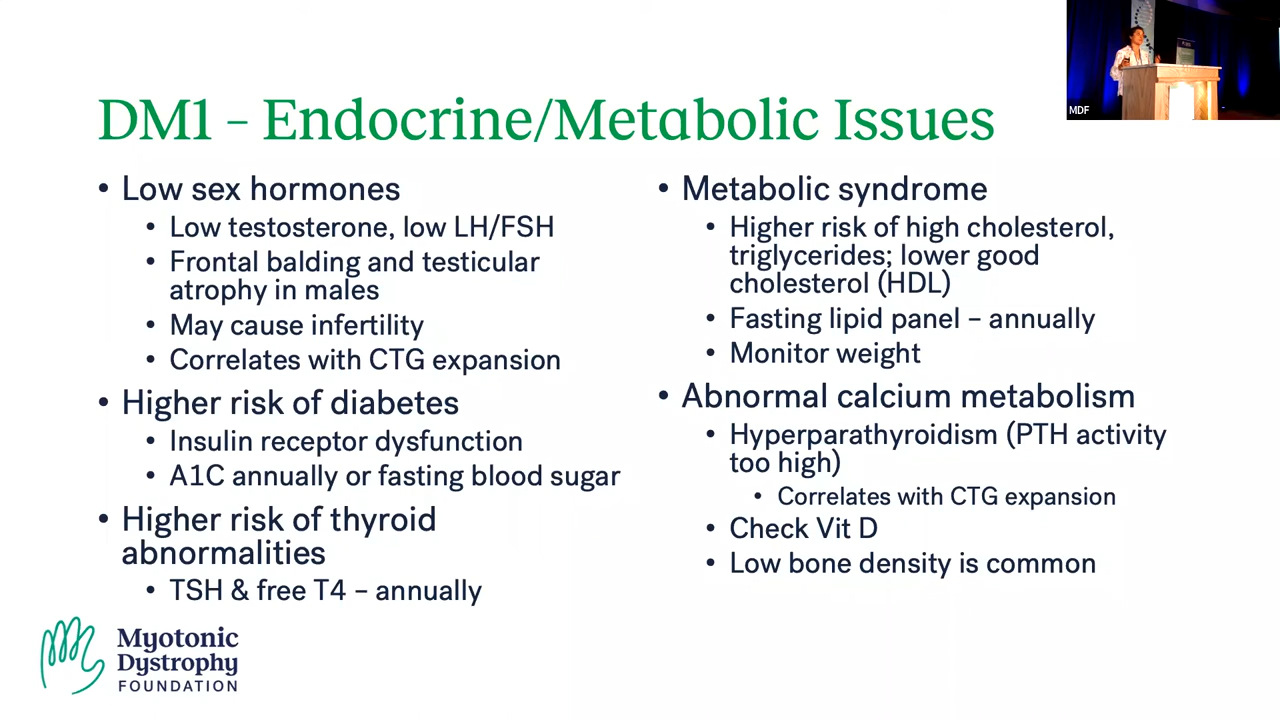 DM1 – Endocrine/Metabolic Issues
• Low sex hormones
• Low testosterone, low LH/FSH
• Frontal balding and testicular
atrophy in males
• May cause infertility
• Correlates with CTG expansion
• Higher risk of diabetes
• Insulin receptor dysfunction
• A1C annually or fasting blood sugar
• Higher risk of thyroid
abnormalities
• TSH & free T4 – annually
• Metabolic syndrome
• Higher risk of high cholesterol,
triglycerides; lower good
cholesterol (HDL)
• Fasting lipid panel – annually
• Monitor weight
• Abnormal calcium metabolism
• Hyperparathyroidism (PTH activity
too high)
• Correlates with CTG expansion
• Check Vit D
• Low bone density is common
Myotonic
Dystrophy
FOUNDATION
MDF